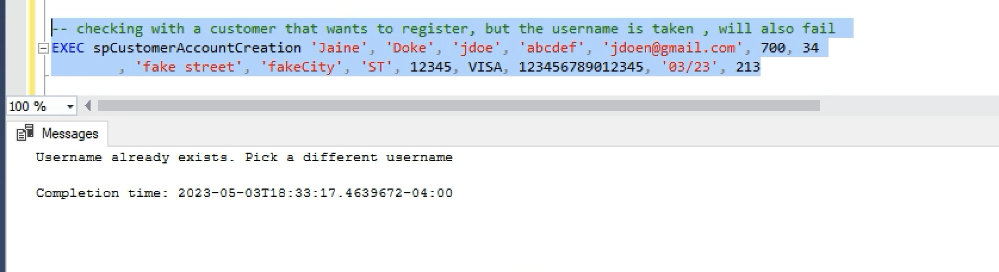 -- checking with a customer that wants to register, but the username is taken , will also fail
EXEC spCustomerAccountCreation 'Jaine', 'Doke', 'jdoe', 'abcdef', 'jdoen@gmail.com', 700, 34
, 'fake street', 'fakeCity', 'ST', 12345, VISA, 123456789012345, '03/23', 213
100 %
Messages
Username already exists. Pick a different username
Completion time: 2023-05-03T18:33:17.4639672-04:00